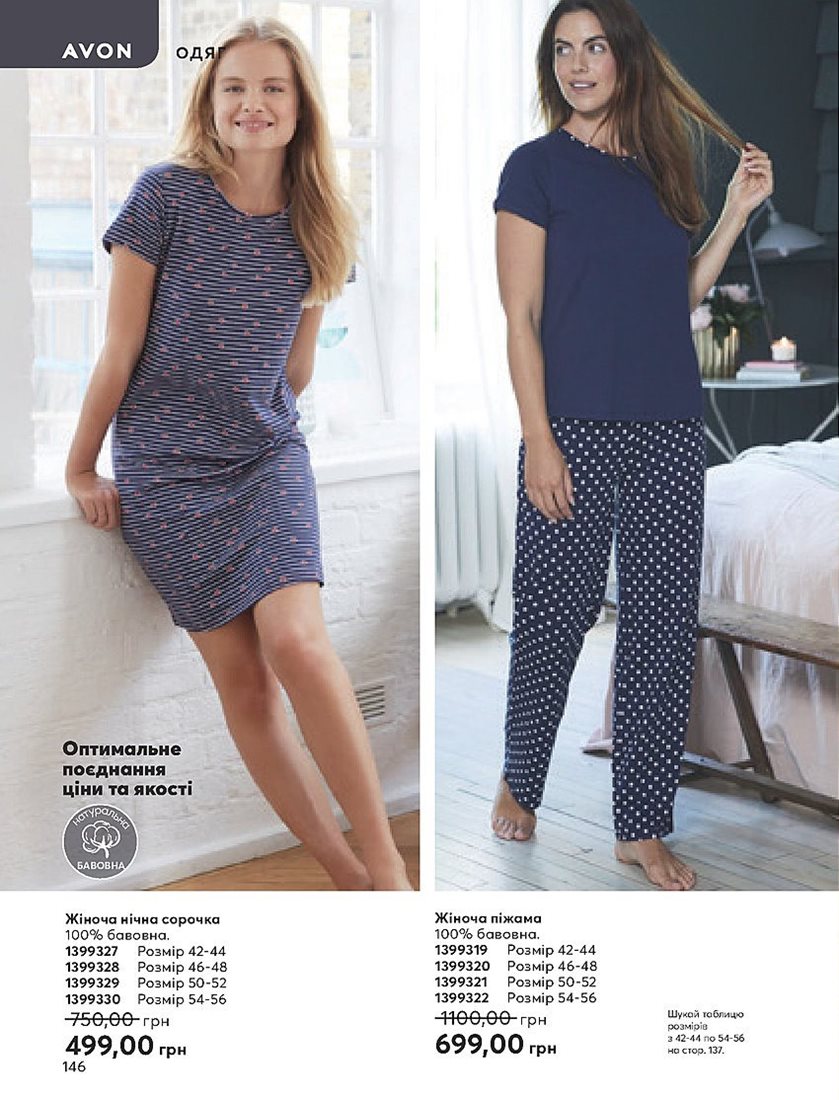 AVON
ОДЯГ
Оптимальне
поєднання
ціни та якості
натуральна
БАВОВНА
Жіноча нічна сорочка
100% бавовна.
1399327 Розмір 42-44
1399328 Розмір 46-48
1399329 Розмір 50-52
1399330 Розмір 54-56
750,00 грн
499,00 грн
146
Жіноча піжама
100% бавовна.
1399319 Розмір 42-44
1399320 Розмір 46-48
1399321 Розмір 50-52
1399322 Розмір 54-56
1100,00 грн
699,00 грн
Шукай таблицю
розмірів
з 42-44 по 54-56
на стор. 137.